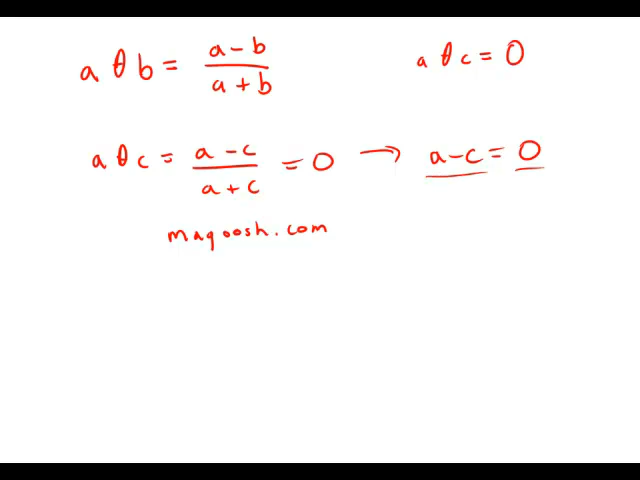 a θ b = (a - b)/(a + b)    a θ c = 0
a θ c = (a - c)/(a + c) = 0 → a - c = 0
magoosh.com